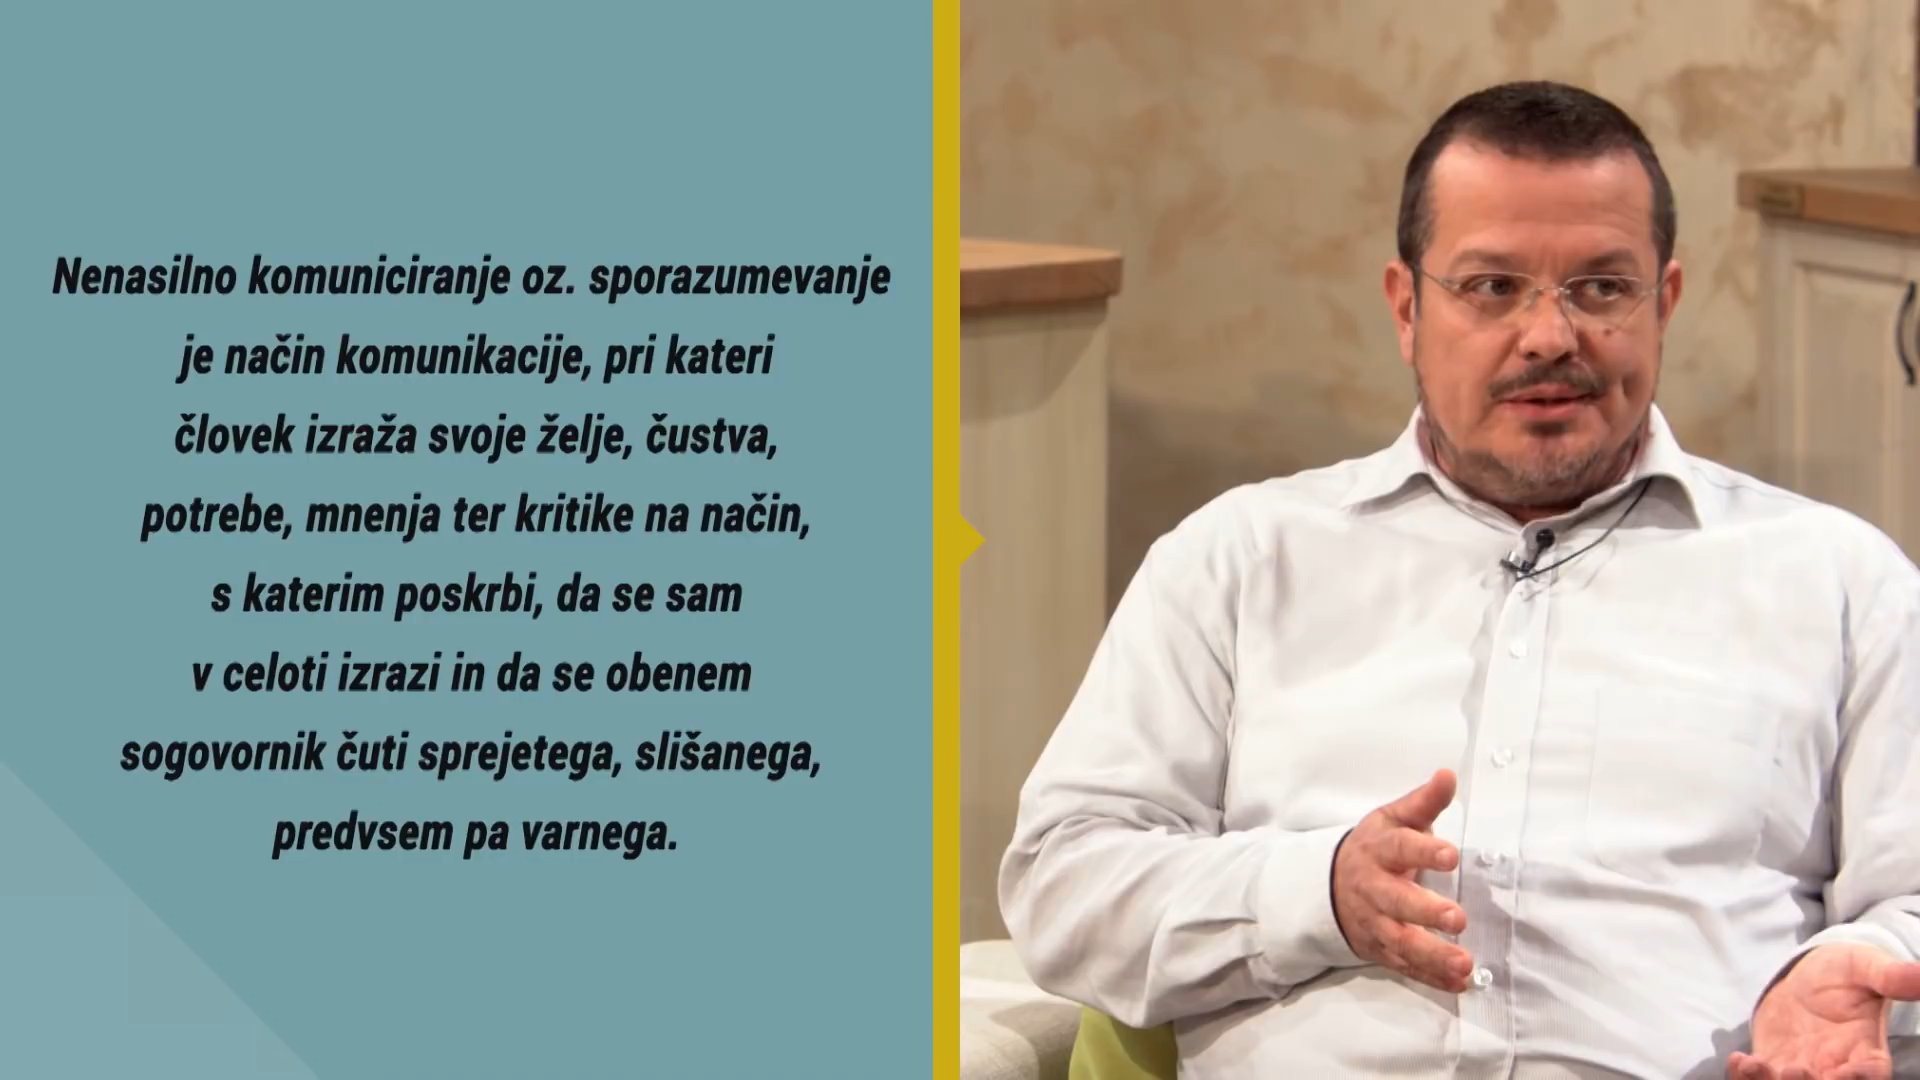 Nenasilno komuniciranje oz. sporazumevanje
je način komunikacije, pri kateri
človek izraža svoje želje, čustva,
potrebe, mnenja ter kritike na način,
s katerim poskrbi, da se sam
v celoti izrazi in da se obenem
sogovornik čuti sprejetega, slišanega,
predvsem pa varnega.